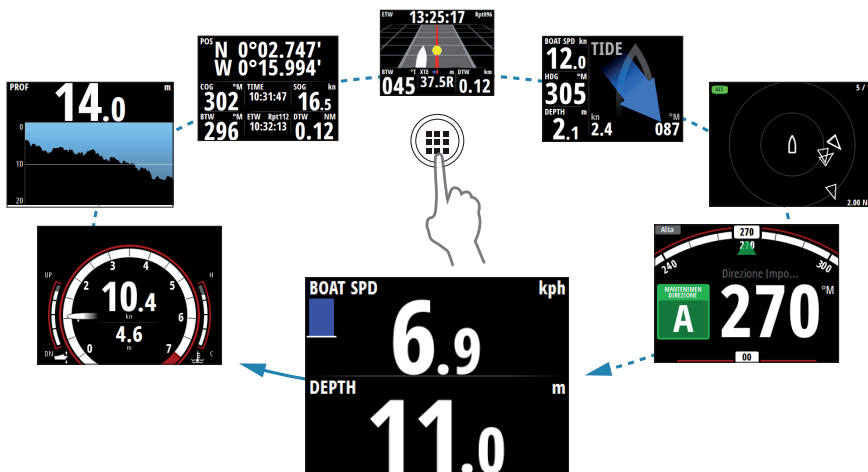 PROF m
14.0
0
10
20
POS
N 0°02.747'
W 0°15.994'
COG °M TIME SOG kn
302 10:31:47 16.5
BTW °M ETW Rpt112 DTW NM
296 10:32:13 0.12
ETW 13:25:17 Rpt096
BTW °T XTE m DTW km
045 37.5R 0.12
BOAT SPD kn
12.0
HDG °M
305
DEPTH m
2.1
TIDE
kn °M
2.4 087
AIS 5 /
2.00 N
UP H
0 2 3 4 5 6 7
10.4
kn
4.6
m
DN C
BOAT SPD kph
6.9
DEPTH m
11.0
Alta
270
270
240 300
Direzione Impo...
MANTENIMEN
DIREZIONE
A
270 °M
00